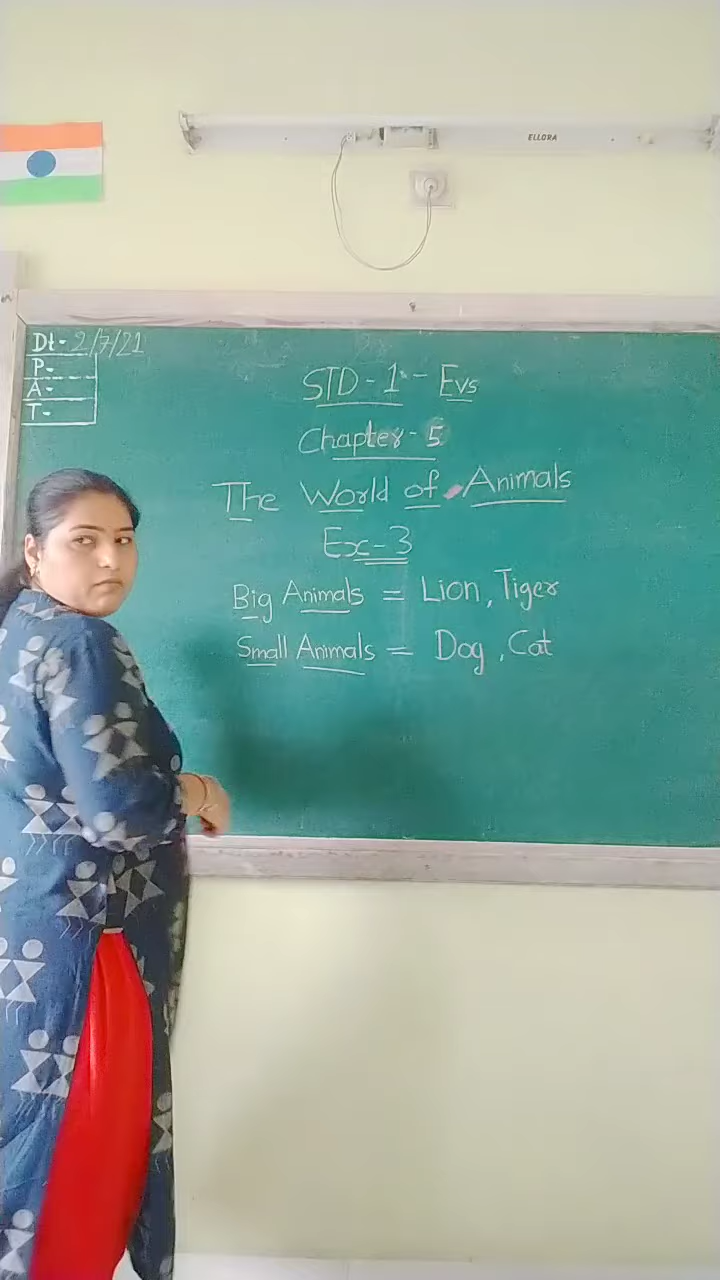 ELLORA
Dt- 2/7/21
P.-
A-
T-
STD - 1 - Evs
Chapter - 5
The World of Animals
Ex-3
Big Animals = Lion, Tiger
Small Animals = Dog, Cat